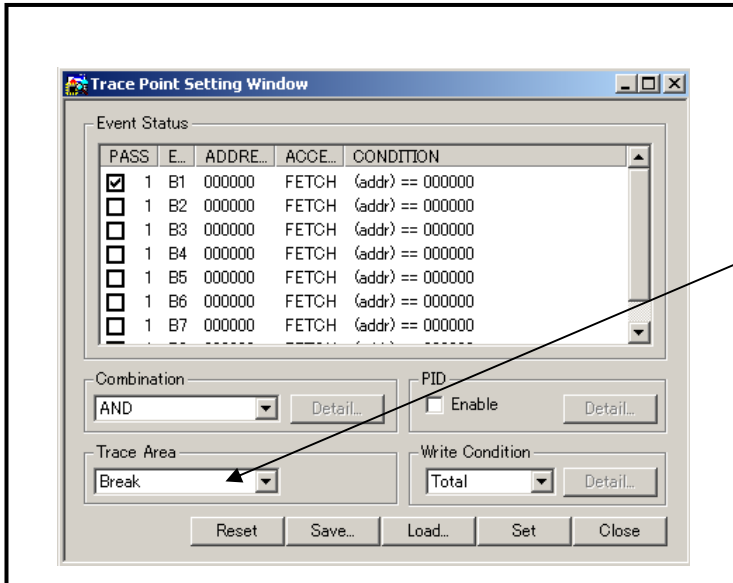 Trace Point Setting Window
Event Status
PASS E... ADDRE... ACCE... CONDITION
1 B1 000000 FETCH (addr) == 000000
1 B2 000000 FETCH (addr) == 000000
1 B3 000000 FETCH (addr) == 000000
1 B4 000000 FETCH (addr) == 000000
1 B5 000000 FETCH (addr) == 000000
1 B6 000000 FETCH (addr) == 000000
1 B7 000000 FETCH (addr) == 000000
Combination
AND Detail...
PID
Enable Detail...
Trace Area
Break
Write Condition
Total Detail...
Reset Save... Load... Set Close